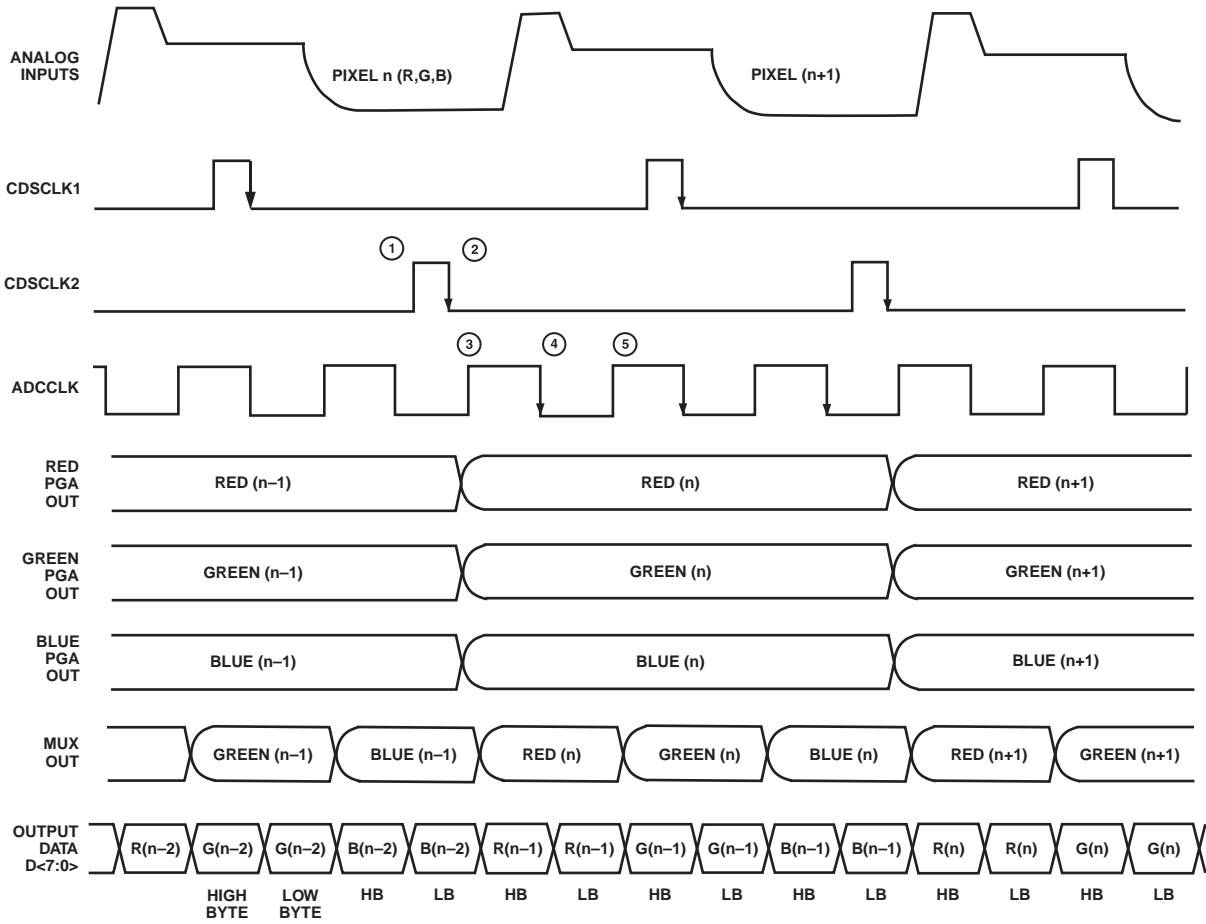 ANALOG
INPUTS
PIXEL n (R,G,B)
PIXEL (n+1)
CDSCLK1
1
2
CDSCLK2
3
4
5
ADCCLK
RED
PGA
OUT
RED (n–1)
RED (n)
RED (n+1)
GREEN
PGA
OUT
GREEN (n–1)
GREEN (n)
GREEN (n+1)
BLUE
PGA
OUT
BLUE (n–1)
BLUE (n)
BLUE (n+1)
MUX
OUT
GREEN (n–1)
BLUE (n–1)
RED (n)
GREEN (n)
BLUE (n)
RED (n+1)
GREEN (n+1)
OUTPUT
DATA
D<7:0>
R(n–2)
G(n–2)
G(n–2)
B(n–2)
B(n–2)
R(n–1)
R(n–1)
G(n–1)
G(n–1)
B(n–1)
B(n–1)
R(n)
R(n)
G(n)
G(n)
HIGH
BYTE
LOW
BYTE
HB
LB
HB
LB
HB
LB
HB
LB
HB
LB
HB
LB